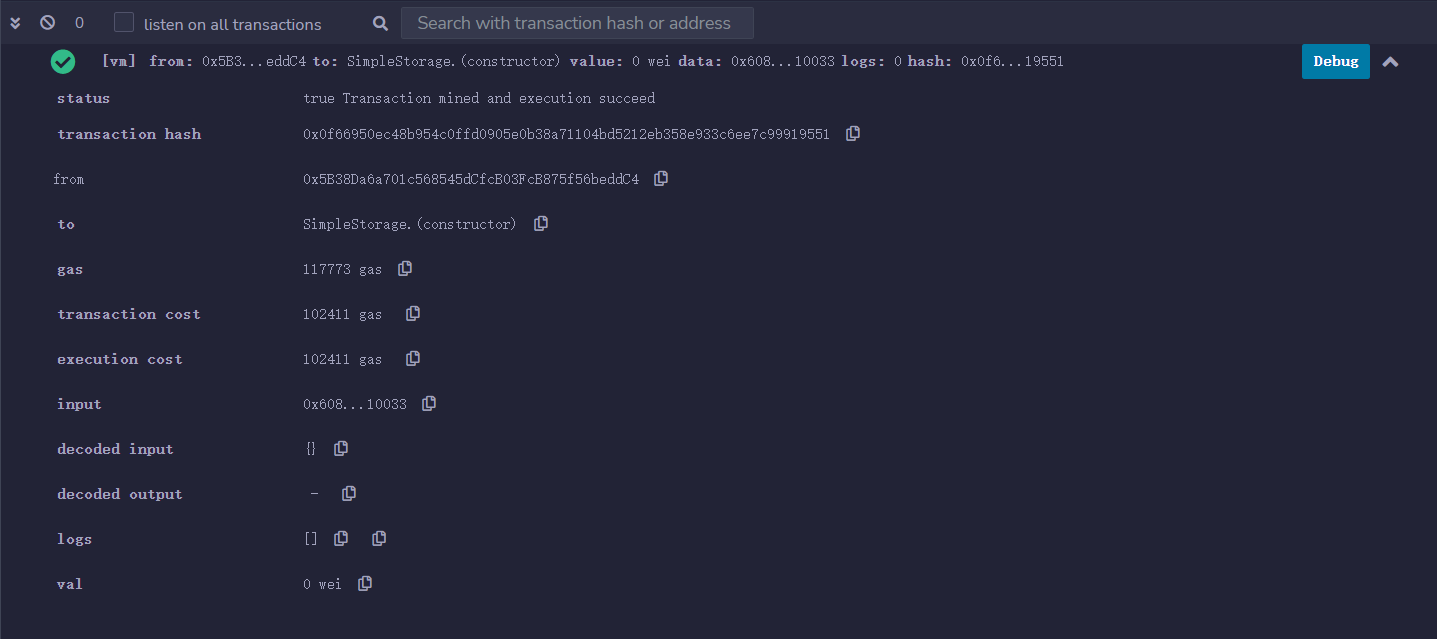 0 listen on all transactions Search with transaction hash or address
[vm] from: 0x5B3...eddC4 to: SimpleStorage.(constructor) value: 0 wei data: 0x608...10033 logs: 0 hash: 0x0f6...19551 Debug
status true Transaction mined and execution succeed
transaction hash 0x0f66950ec48b954c0ffd0905e0b38a71104bd5212eb358e933c6ee7c99919551
from 0x5B38Da6a701c568545dCfcB03FcB875f56beddC4
to SimpleStorage.(constructor)
gas 117773 gas
transaction cost 102411 gas
execution cost 102411 gas
input 0x608...10033
decoded input {}
decoded output -
logs []
val 0 wei